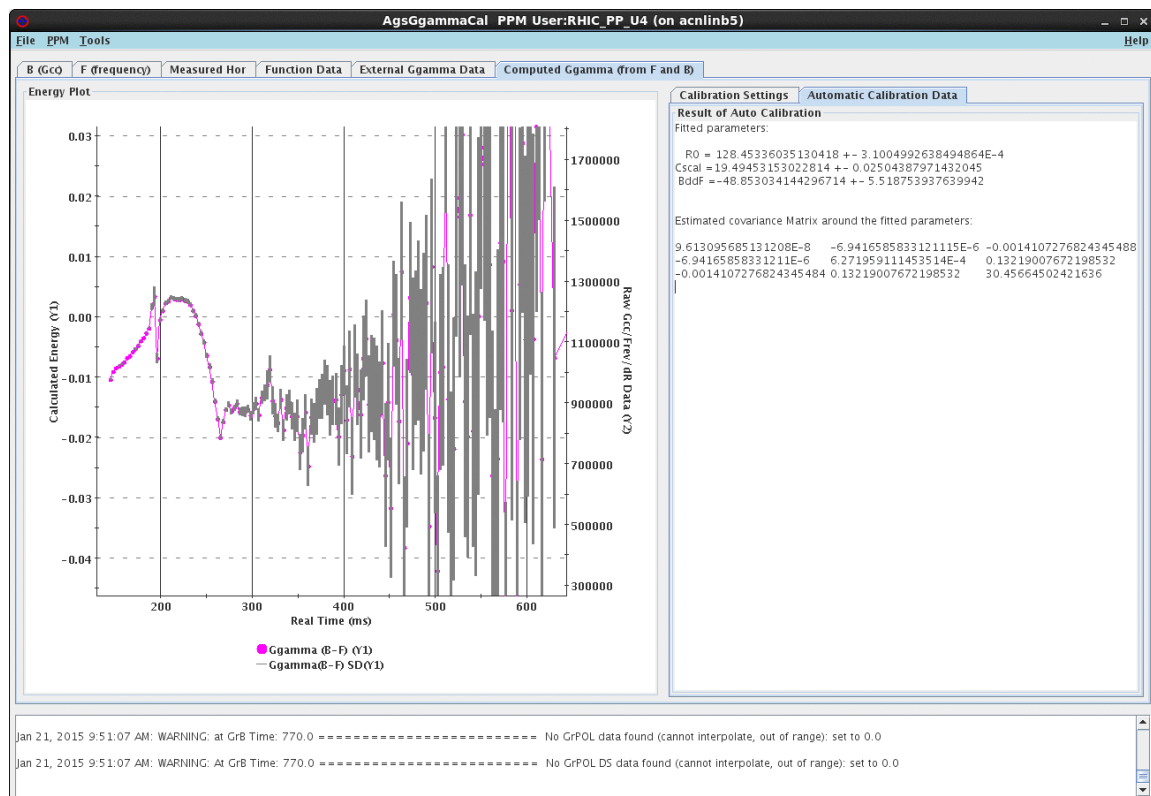 AgsGgammaCal PPM User:RHIC_PP_U4 (on acnlinb5)
File PPM Tools Help
B (Gcc) F (frequency) Measured Hor Function Data External Ggamma Data Computed Ggamma (from F and B)
Energy Plot
Calculated Energy (Y1)
0.03
0.02
0.01
0.00
-0.01
-0.02
-0.03
-0.04
200 300 400 500 600
Real Time (ms)
1700000
1500000
1300000
1100000
900000
700000
500000
300000
Raw Gcc/Frev/dR Data (Y2)
Ggamma (B-F) (Y1)
Ggamma(B-F) SD(Y1)
Calibration Settings Automatic Calibration Data
Result of Auto Calibration
Fitted parameters:
R0 = 128.45336035130418 +- 3.1004992638494864E-4
Cscal =19.49453153022814 +- 0.02504387971432045
BddF =-48.853034144296714 +- 5.518753937639942
Estimated covariance Matrix around the fitted parameters:
9.613095685131208E-8 -6.9416585833121115E-6 -0.0014107276824345488
-6.94165858331211E-6 6.271959111453514E-4 0.13219007672198532
-0.0014107276824345484 0.13219007672198532 30.45664502421636
Jan 21, 2015 9:51:07 AM: WARNING: at GrB Time: 770.0 ======================== No GrPOL data found (cannot interpolate, out of range): set to 0.0
Jan 21, 2015 9:51:07 AM: WARNING: At GrB Time: 770.0 ======================== No GrPOL DS data found (cannot interpolate, out of range): set to 0.0